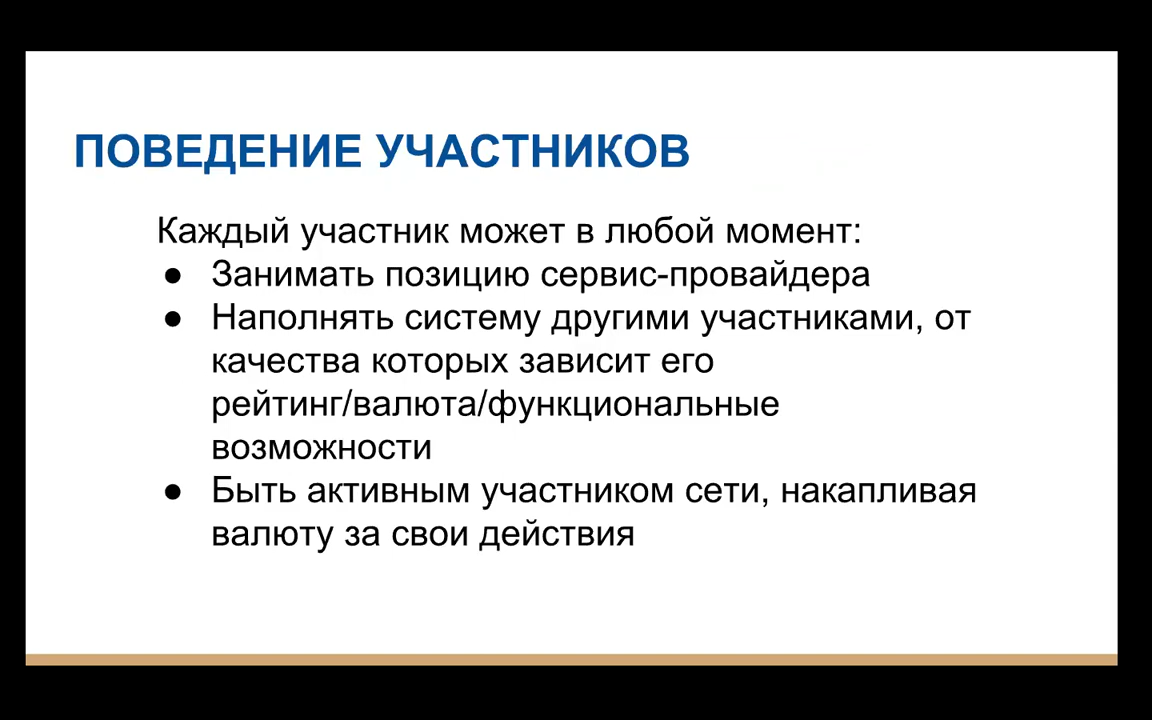 ПОВЕДЕНИЕ УЧАСТНИКОВ
Каждый участник может в любой момент:
● Занимать позицию сервис-провайдера
● Наполнять систему другими участниками, от
качества которых зависит его
рейтинг/валюта/функциональные
возможности
● Быть активным участником сети, накапливая
валюту за свои действия